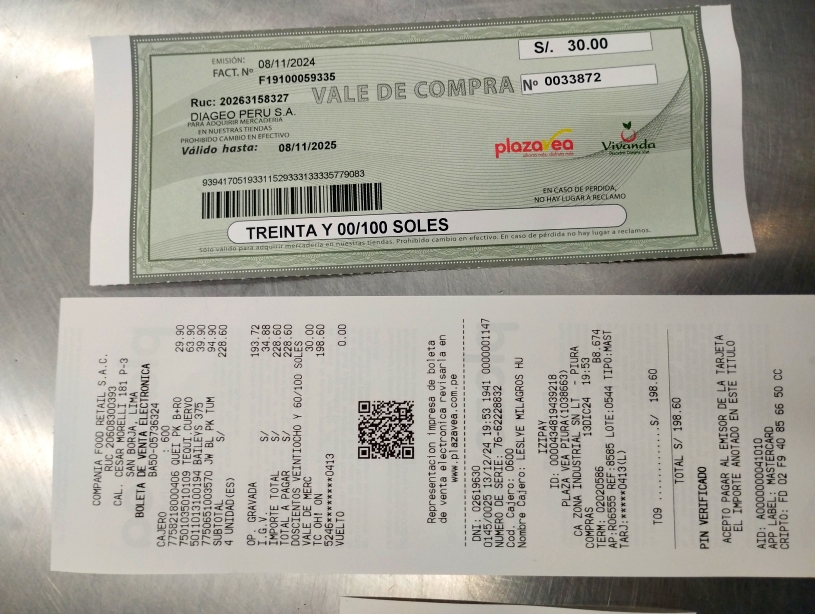 EMISIÓN: 08/11/2024
FACT. Nº F19100059335
S/. 30.00
Ruc: 20263158327
VALE DE COMPRA
Nº 0033872
DIAGEO PERU S.A.
PARA ADQUIRIR MERCADERIA
EN NUESTRAS TIENDAS
PROHIBIDO CAMBIO EN EFECTIVO
Válido hasta: 08/11/2025
plazaVea
Vivanda
9394170519331152933313333577908​3
EN CASO DE PERDIDA,
NO HAY LUGAR A RECLAMO
TREINTA Y 00/100 SOLES
Sólo válido para adquirir mercadería en nuestras tiendas. Prohibido cambio en efectivo. En caso de pérdida no hay lugar a reclamos.
COMPANIA FOOD RETAIL S.A.C.
RUC 20608300393
CAL. CESAR MORELLI 181 P-3
SAN BORJA, LIMA
BOLETA DE VENTA ELECTRONICA
BA5D-05736024
CAJERO : 600
7758218000406 QUEI PK B+RO 29.90
7501035010109 TEQUI.CUERVO 63.90
5011013100194 BAILEYS 375 39.90
7750651003570 JW BL PK TUM 94.90
SUBTOTAL S/ 228.60
4 UNIDAD(ES)
OP. GRAVADA 193.72
I.G.V. S/ 34.88
IMPORTE TOTAL S/ 228.60
TOTAL A PAGAR S/ 228.60
DOSCIENTOS VEINTIOCHO Y 60/100 SOLES
VALE DE MERC 30.00
TC OH! ON 198.60
5246********0413
VUELTO 0.00
Representacion impresa de boleta
de venta electronica revisarla en
www.plazavea.com.pe
DNI: 02619630
0145/0025 13/12/24 19:53 1941 0000001147
NUMERO DE SERIE: 76-62228832
Cod. Cajero: 0600
Nombre Cajero: LESLYE MILAGROS HU
IZIPAY
ID: 0000434819439218
PLAZA VEA PIURA(1038663)
CA ZONA INDUSTRIAL SN LT - PIURA
COMPRAS 13DIC24 19:53
TERM: 02020586 B8.674
AP:R06555 REF:8585 LOTE:0544 TIPO:MAST
TARJ:******0413(L)
T09 ............S/ 198.60
TOTAL S/ 198.60
PIN VERIFICADO
ACEPTO PAGAR AL EMISOR DE LA TARJETA
EL IMPORTE ANOTADO EN ESTE TITULO
AID: A0000000041010
APP LABEL: MASTERCARD
CRIPTO: FD 02 F9 40 85 66 50 CC